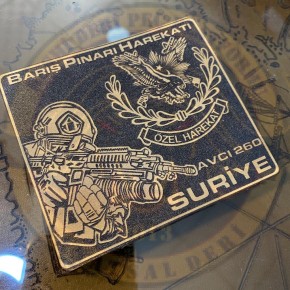 BARIŞ PINARI HAREKATI
ÖZEL HAREKAT
AVCI 260
SURİYE